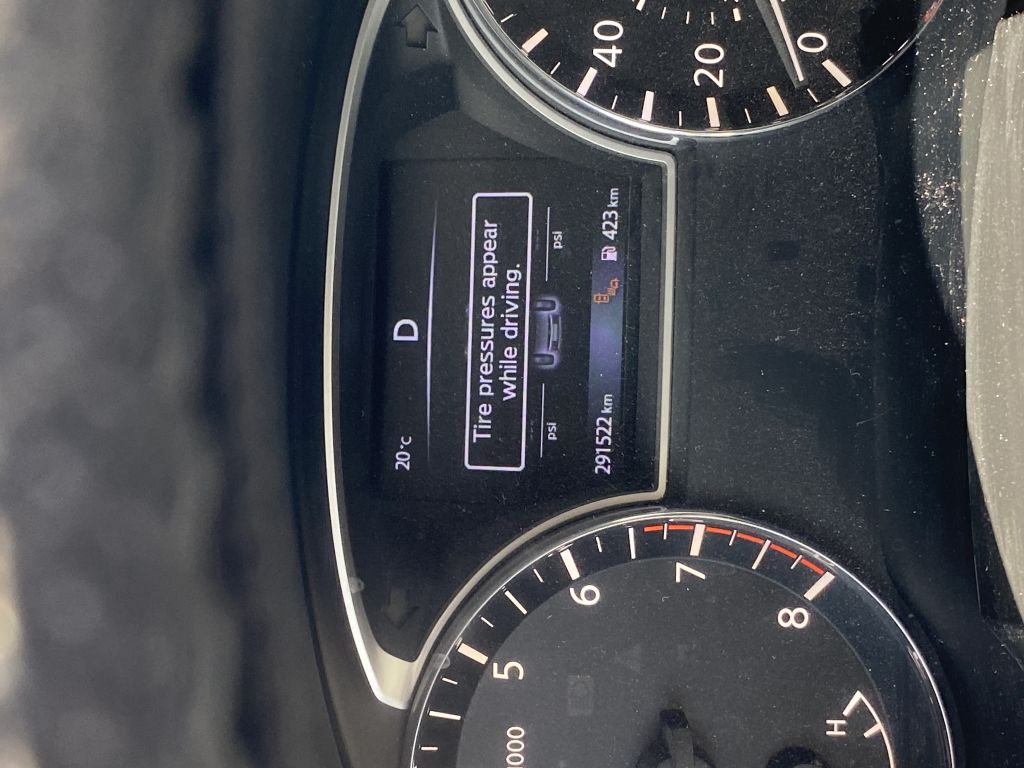 20°C
D
Tire pressures appear
while driving.
psi
psi
291522 km
423 km
5
6
7
8
H
0
20
40